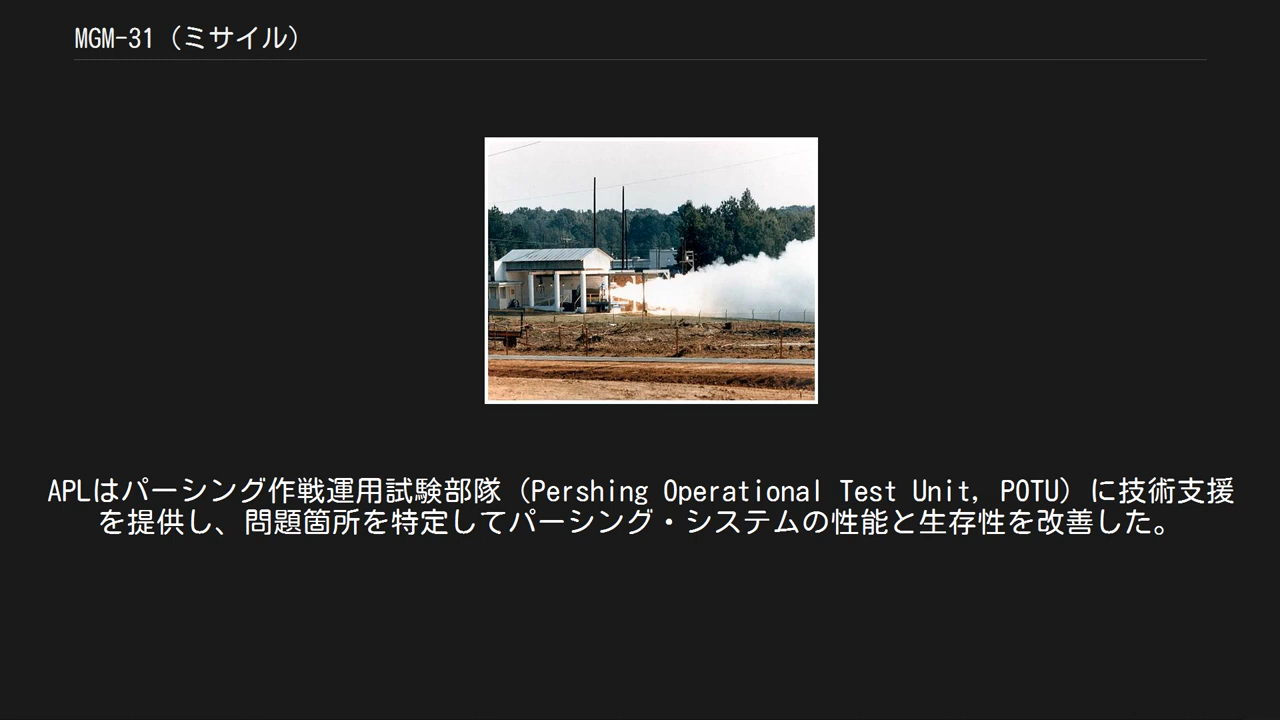 MGM-31（ミサイル）
APLはパーシング作戦運用試験部隊（Pershing Operational Test Unit, POTU）に技術支援
を提供し、問題箇所を特定してパーシング・システムの性能と生存性を改善した。